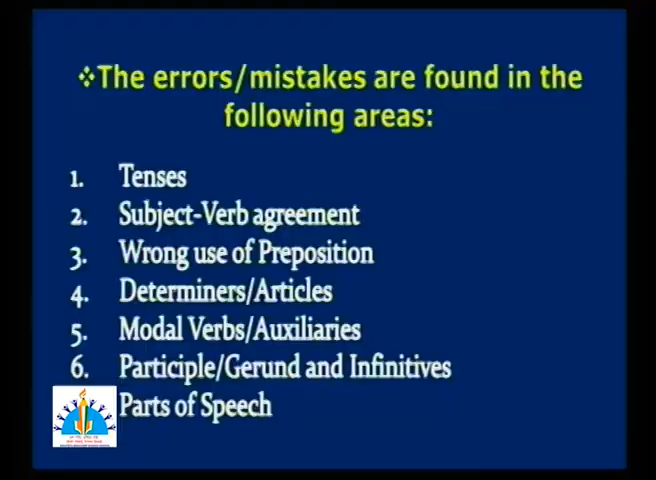 ❖The errors/mistakes are found in the
following areas:
1. Tenses
2. Subject-Verb agreement
3. Wrong use of Preposition
4. Determiners/Articles
5. Modal Verbs/Auxiliaries
6. Participle/Gerund and Infinitives
Parts of Speech